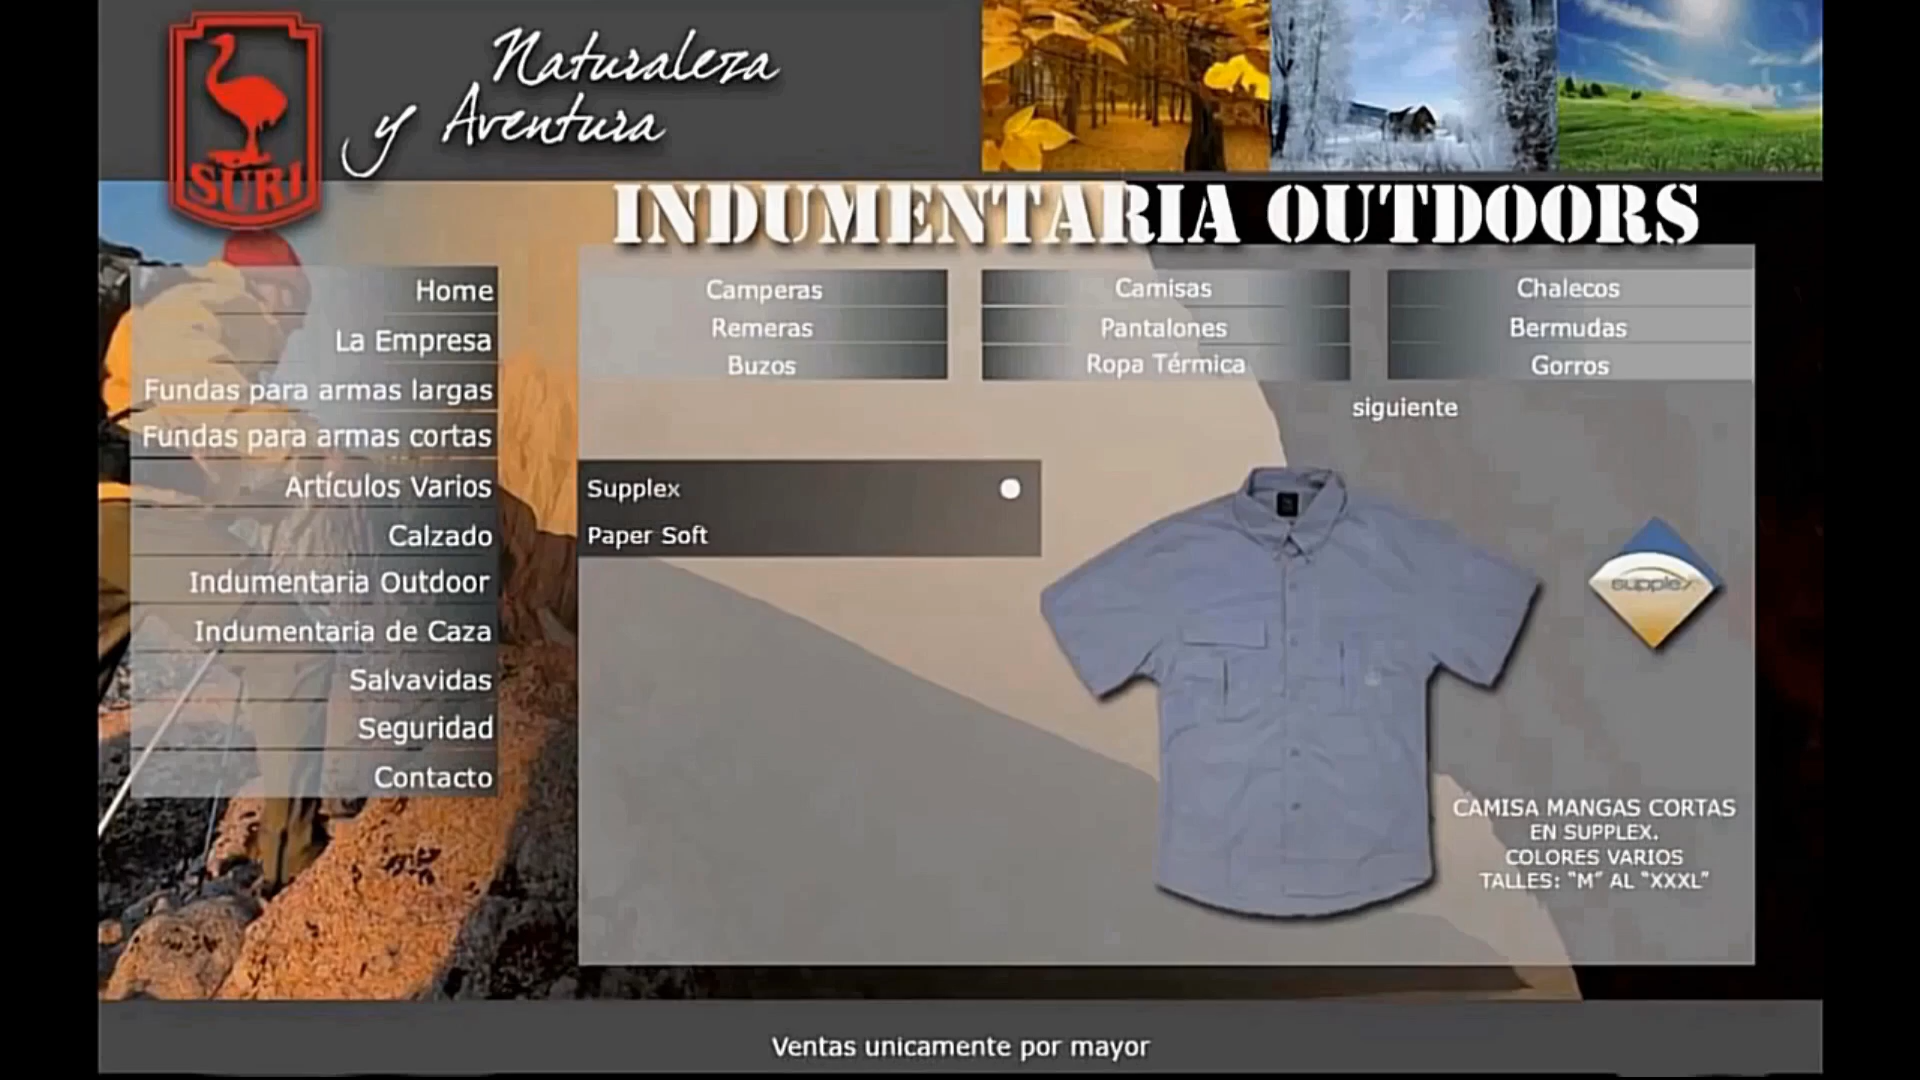 Naturaleza
y Aventura
SURI
INDUMENTARIA OUTDOORS
Home
La Empresa
Fundas para armas largas
Fundas para armas cortas
Artículos Varios
Calzado
Indumentaria Outdoor
Indumentaria de Caza
Salvavidas
Seguridad
Contacto
Camperas
Camisas
Chalecos
Remeras
Pantalones
Bermudas
Buzos
Ropa Térmica
Gorros
siguiente
Supplex
Paper Soft
supplex
CAMISA MANGAS CORTAS
EN SUPPLEX.
COLORES VARIOS
TALLES: “M” AL “XXXL”
Ventas unicamente por mayor